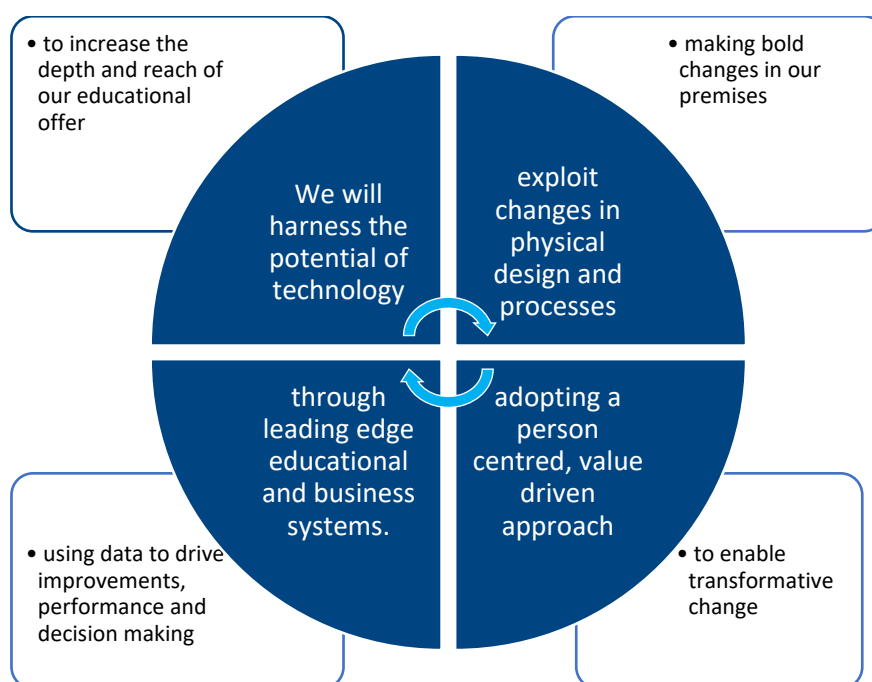 • to increase the
depth and reach of
our educational
offer
We will
harness the
potential of
technology
• making bold
changes in our
premises
exploit
changes in
physical
design and
processes
adopting a
person
centred, value
driven
approach
• to enable
transformative
change
through
leading edge
educational
and business
systems.
• using data to drive
improvements,
performance and
decision making